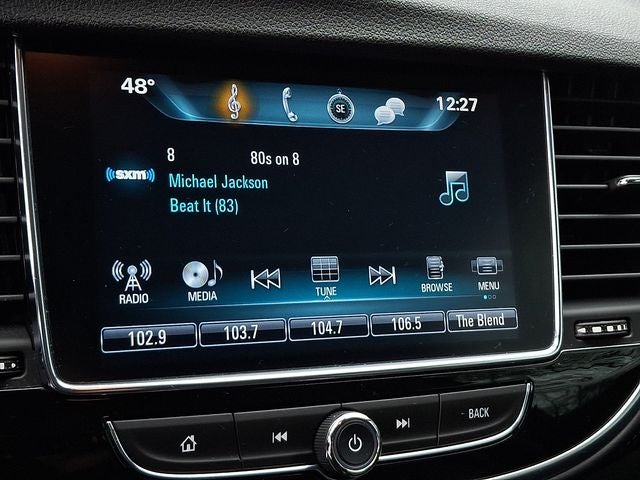 48° SE 12:27
8 80s on 8
sxm
Michael Jackson
Beat It (83)
RADIO MEDIA TUNE BROWSE MENU
102.9 103.7 104.7 106.5 The Blend
BACK